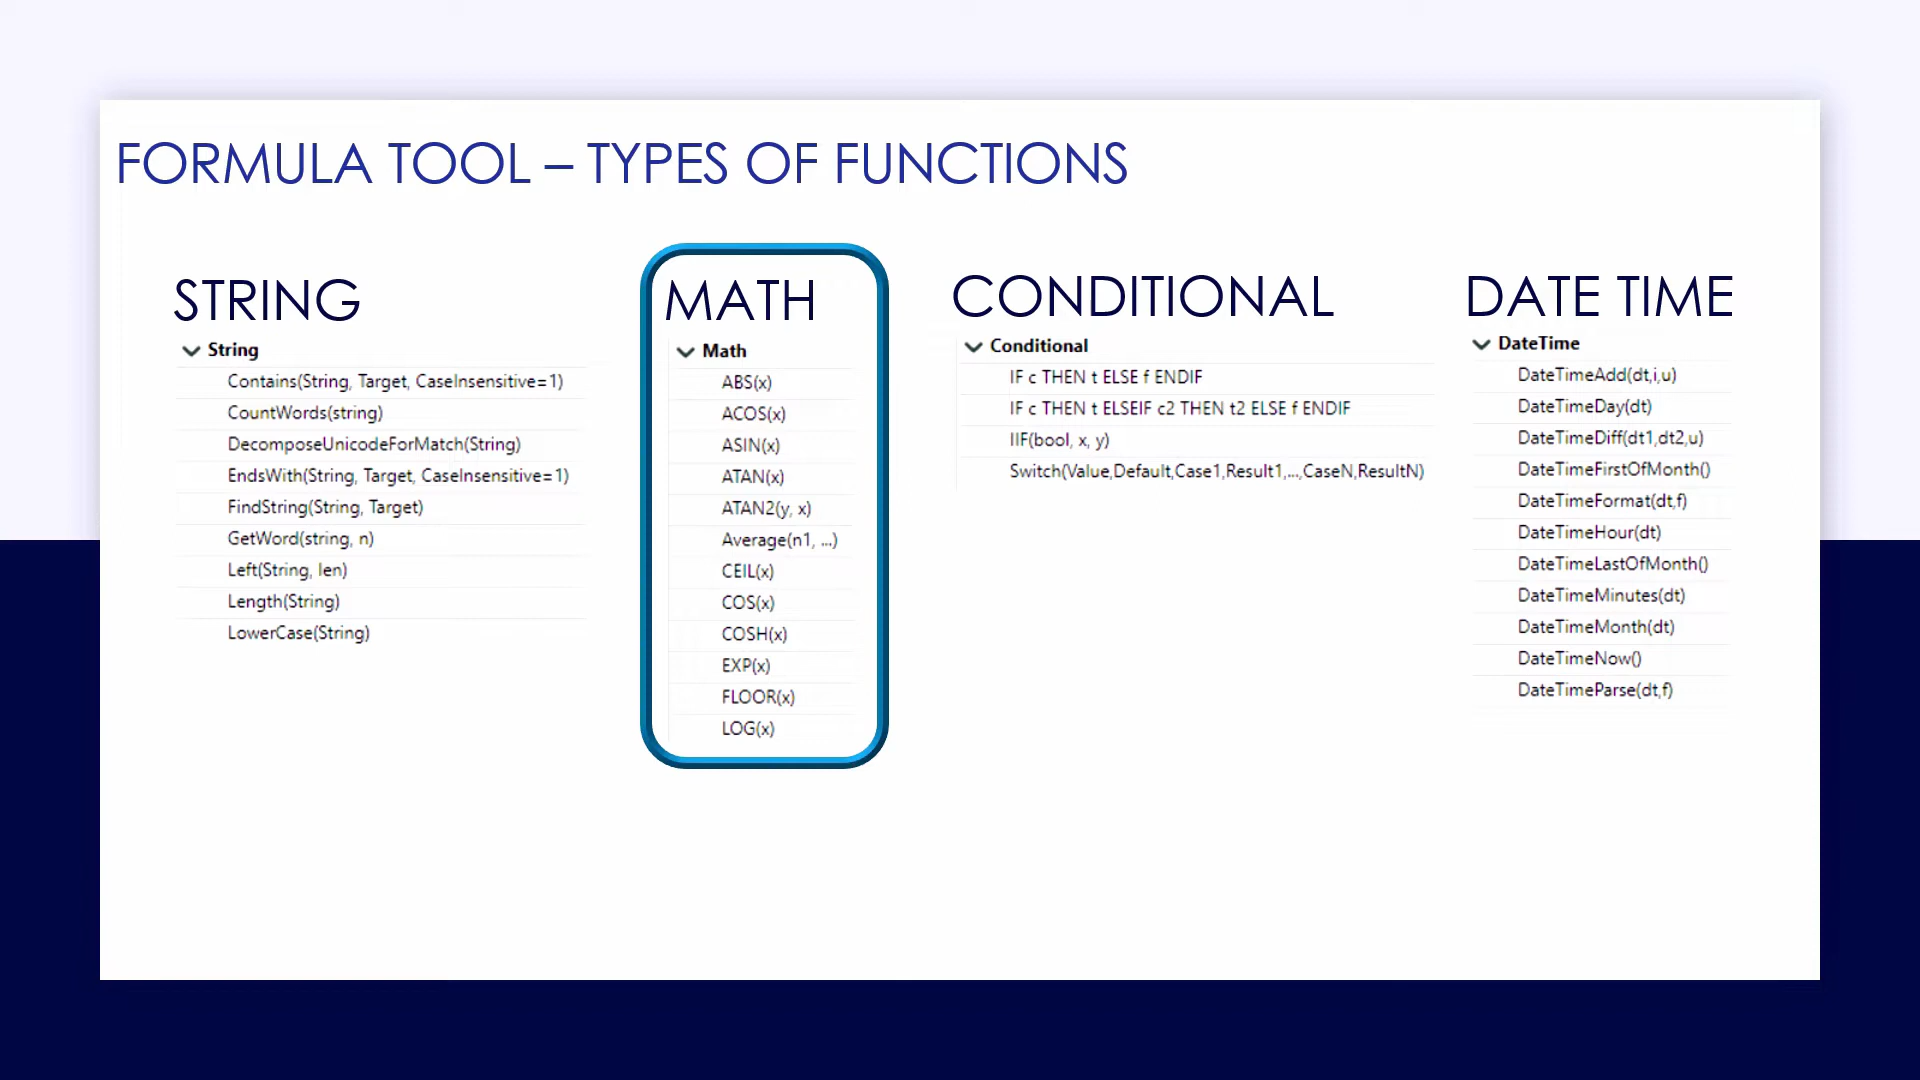 FORMULA TOOL – TYPES OF FUNCTIONS
STRING
String
Contains(String, Target, CaseInsensitive=1)
CountWords(string)
DecomposeUnicodeForMatch(String)
EndsWith(String, Target, CaseInsensitive=1)
FindString(String, Target)
GetWord(string, n)
Left(String, len)
Length(String)
LowerCase(String)
MATH
Math
ABS(x)
ACOS(x)
ASIN(x)
ATAN(x)
ATAN2(y, x)
Average(n1, ...)
CEIL(x)
COS(x)
COSH(x)
EXP(x)
FLOOR(x)
LOG(x)
CONDITIONAL
Conditional
IF c THEN t ELSE f ENDIF
IF c THEN t ELSEIF c2 THEN t2 ELSE f ENDIF
IIF(bool, x, y)
Switch(Value,Default,Case1,Result1,...,CaseN,ResultN)
DATE TIME
DateTime
DateTimeAdd(dt,i,u)
DateTimeDay(dt)
DateTimeDiff(dt1,dt2,u)
DateTimeFirstOfMonth()
DateTimeFormat(dt,f)
DateTimeHour(dt)
DateTimeLastOfMonth()
DateTimeMinutes(dt)
DateTimeMonth(dt)
DateTimeNow()
DateTimeParse(dt,f)